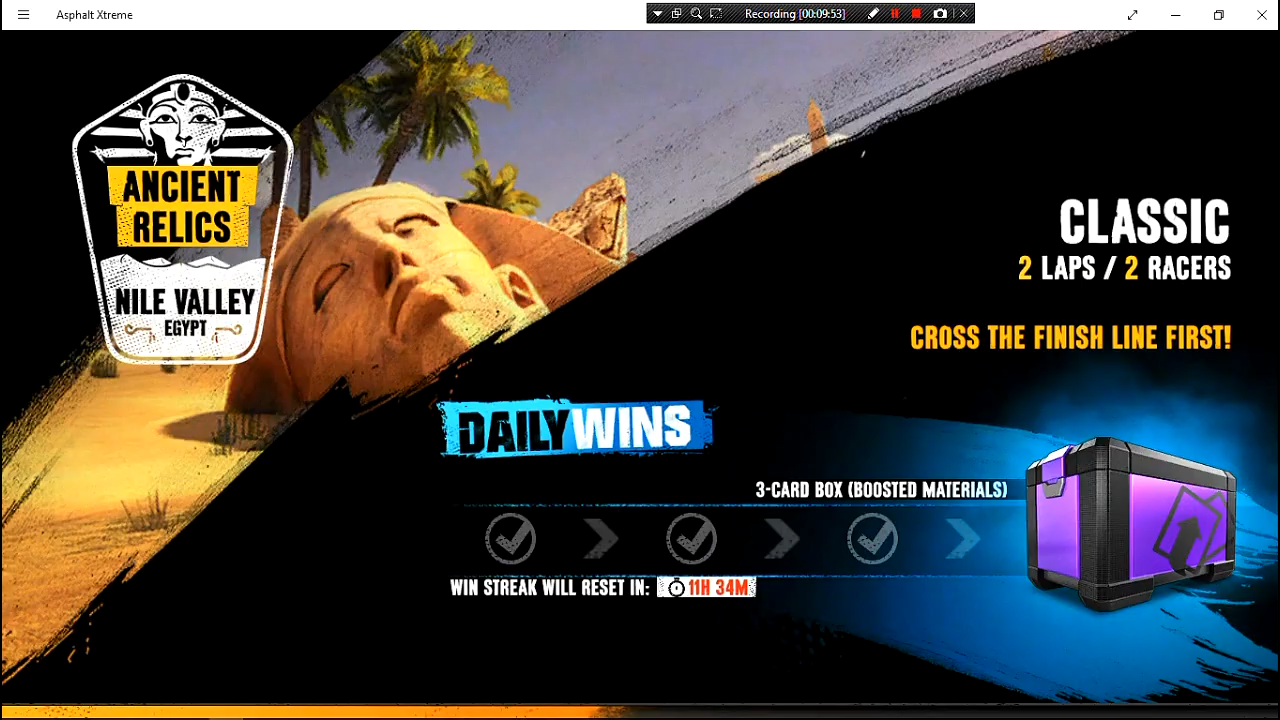 Asphalt Xtreme
Recording [00:09:53]
ANCIENT
RELICS
NILE VALLEY
EGYPT
CLASSIC
2 LAPS / 2 RACERS
CROSS THE FINISH LINE FIRST!
DAILY WINS
3-CARD BOX (BOOSTED MATERIALS)
WIN STREAK WILL RESET IN: 11H 34M